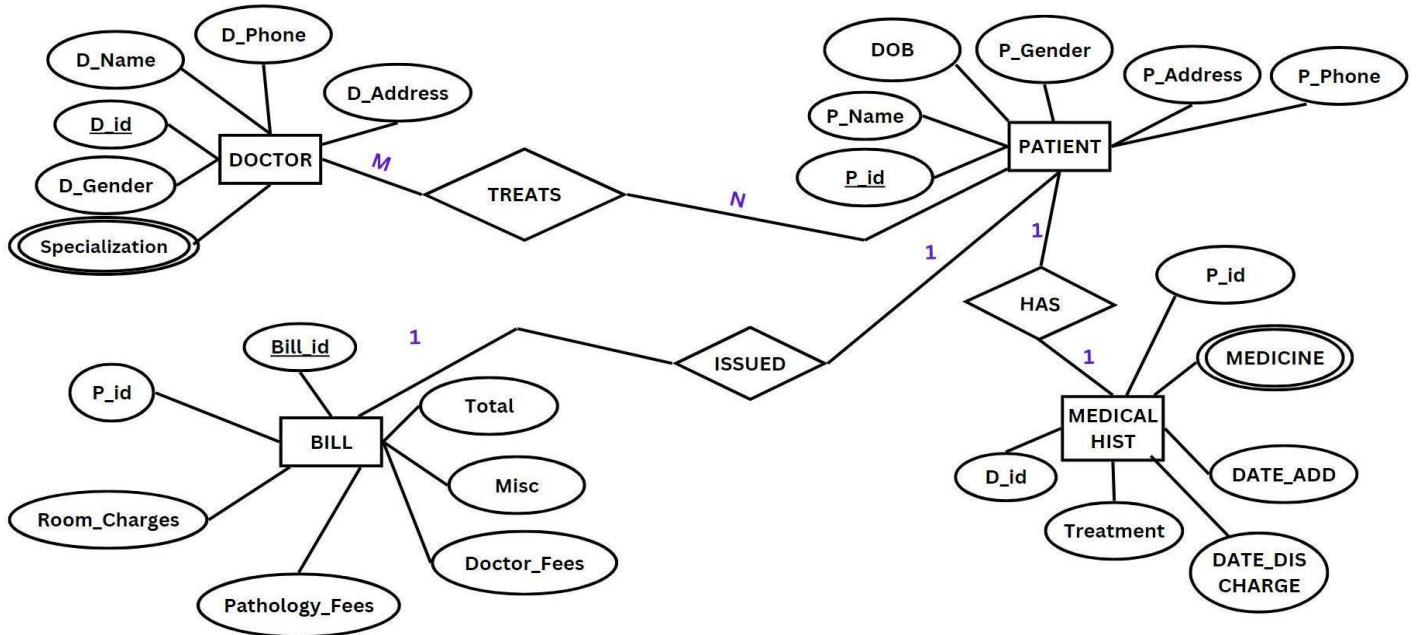 D_Phone
D_Name
D_Address
D_id
DOCTOR
D_Gender
Specialization
M
TREATS
N
DOB
P_Gender
P_Address
P_Phone
P_Name
PATIENT
P_id
1
1
HAS
P_id
1
MEDICINE
MEDICAL
HIST
DATE_ADD
D_id
Treatment
DATE_DIS
CHARGE
1
ISSUED
Bill_id
P_id
Total
BILL
Misc
Room_Charges
Doctor_Fees
Pathology_Fees